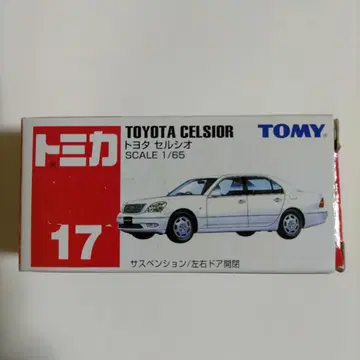 トミカ
17
TOYOTA CELSIOR
トヨタ セルシオ
SCALE 1/65
TOMY
サスペンション/左右ドア開閉